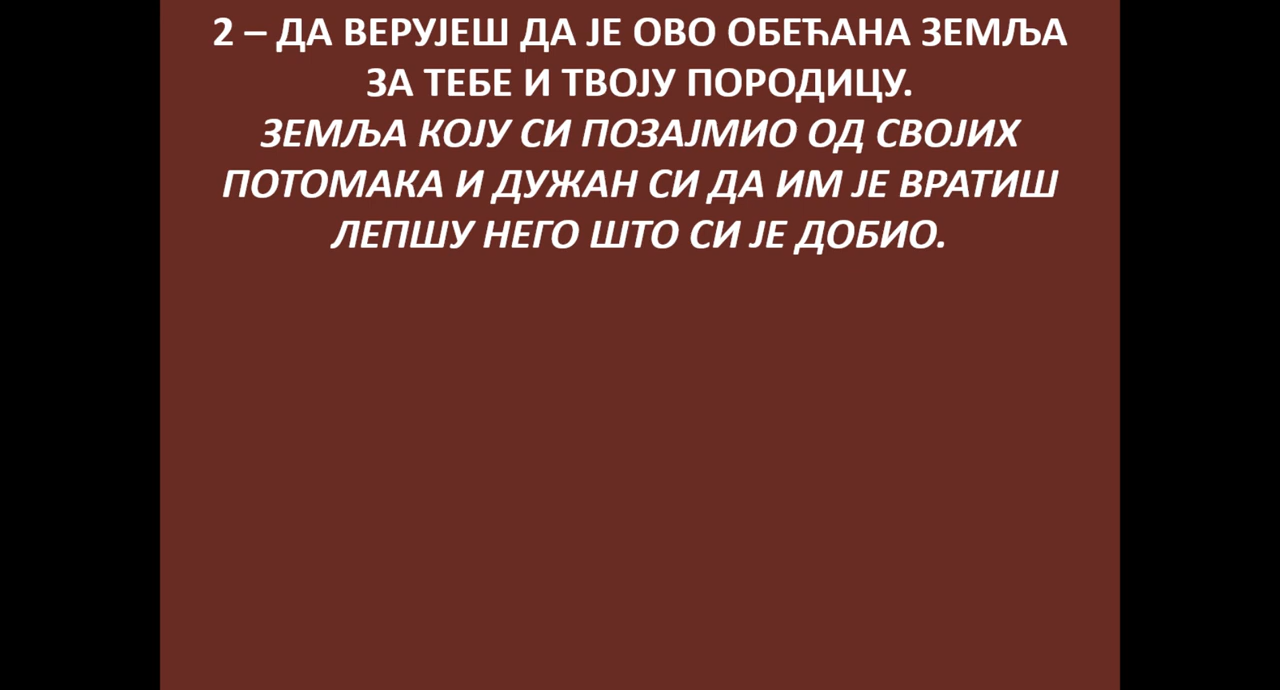 2 – ДА ВЕРУЈЕШ ДА ЈЕ ОВО ОБЕЋАНА ЗЕМЉА
ЗА ТЕБЕ И ТВОЈУ ПОРОДИЦУ.
ЗЕМЉА КОЈУ СИ ПОЗАЈМИО ОД СВОЈИХ
ПОТОМАКА И ДУЖАН СИ ДА ИМ ЈЕ ВРАТИШ
ЛЕПШУ НЕГО ШТО СИ ЈЕ ДОБИО.